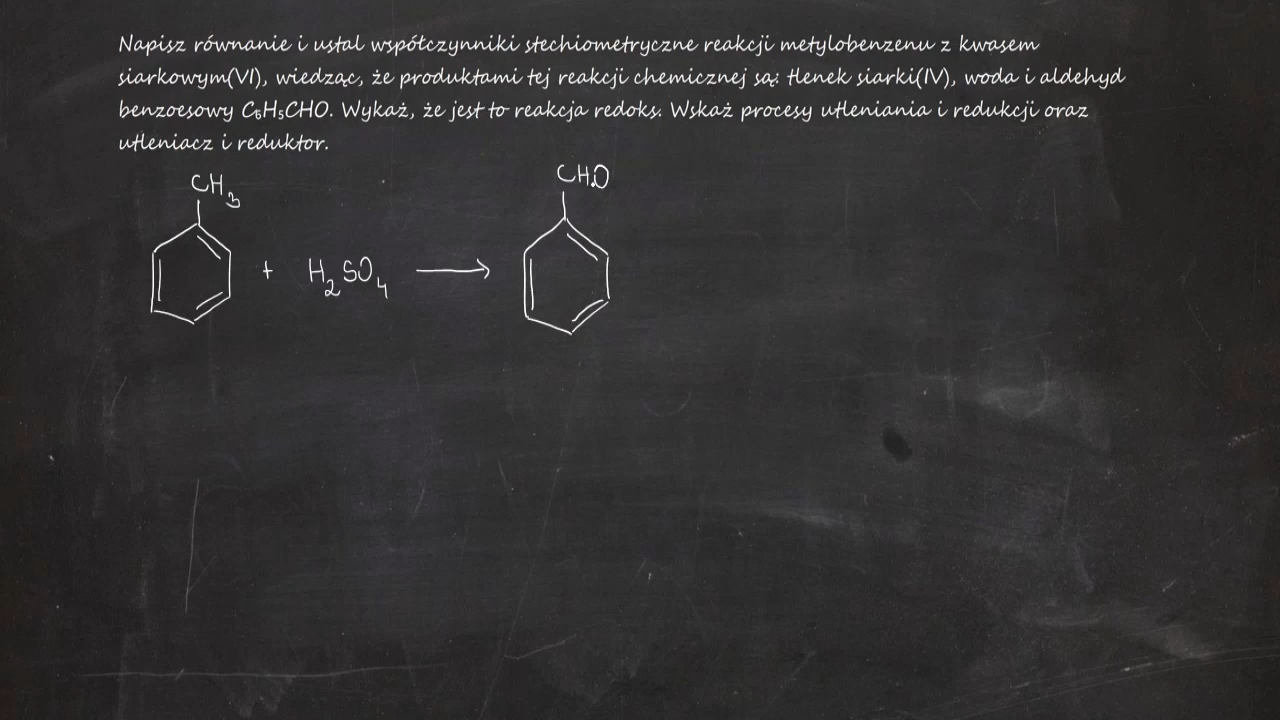 Napisz równanie i ustal współczynniki stechiometryczne reakcji metylobenzenu z kwasem
siarkowym(VI), wiedząc, że produktami tej reakcji chemicznej są: tlenek siarki(IV), woda i aldehyd
benzoesowy C₆H₅CHO. Wykaż, że jest to reakcja redoks. Wskaż procesy utleniania i redukcji oraz
utleniacz i reduktor.
CH₃ CHO
+ H₂SO₄ →